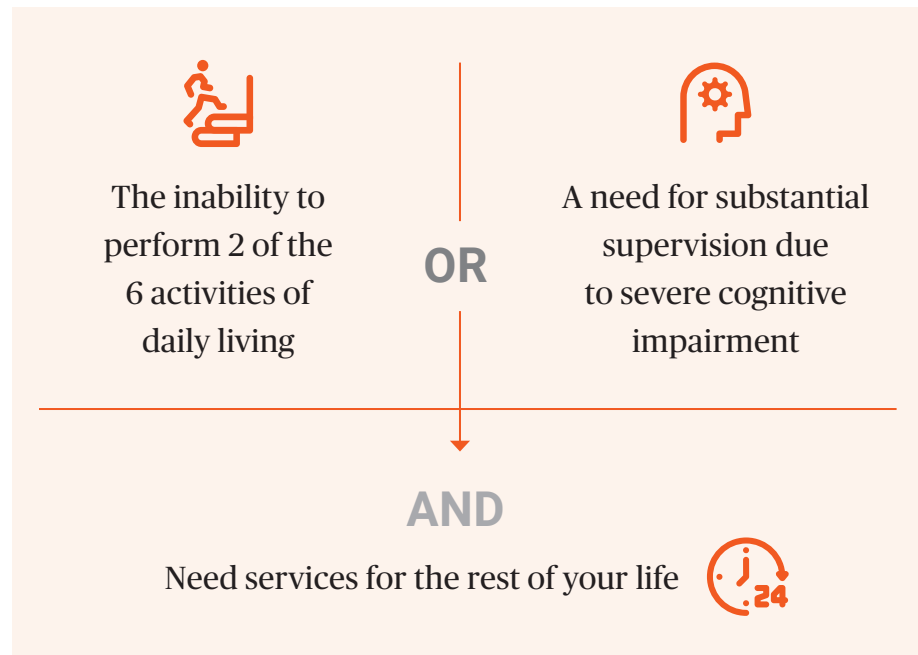 The inability to
perform 2 of the
6 activities of
daily living
OR
A need for substantial
supervision due
to severe cognitive
impairment
AND
Need services for the rest of your life
24